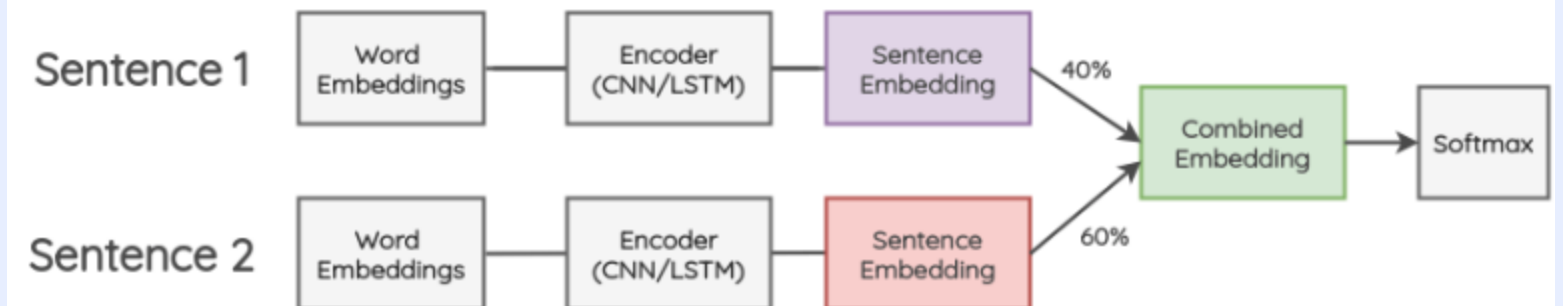 Sentence 1
Word
Embeddings
Encoder
(CNN/LSTM)
Sentence
Embedding
40%
Combined
Embedding
Softmax
Sentence 2
Word
Embeddings
Encoder
(CNN/LSTM)
Sentence
Embedding
60%